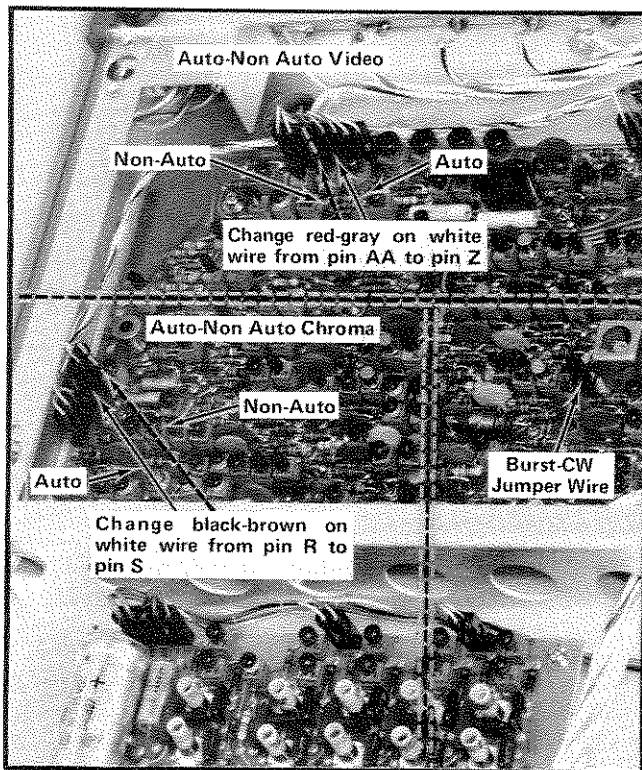 Auto-Non Auto Video
Non-Auto
Auto
Change red-gray on white
wire from pin AA to pin Z
Auto-Non Auto Chroma
Non-Auto
Auto
Burst-CW
Jumper Wire
Change black-brown on
white wire from pin R to
pin S